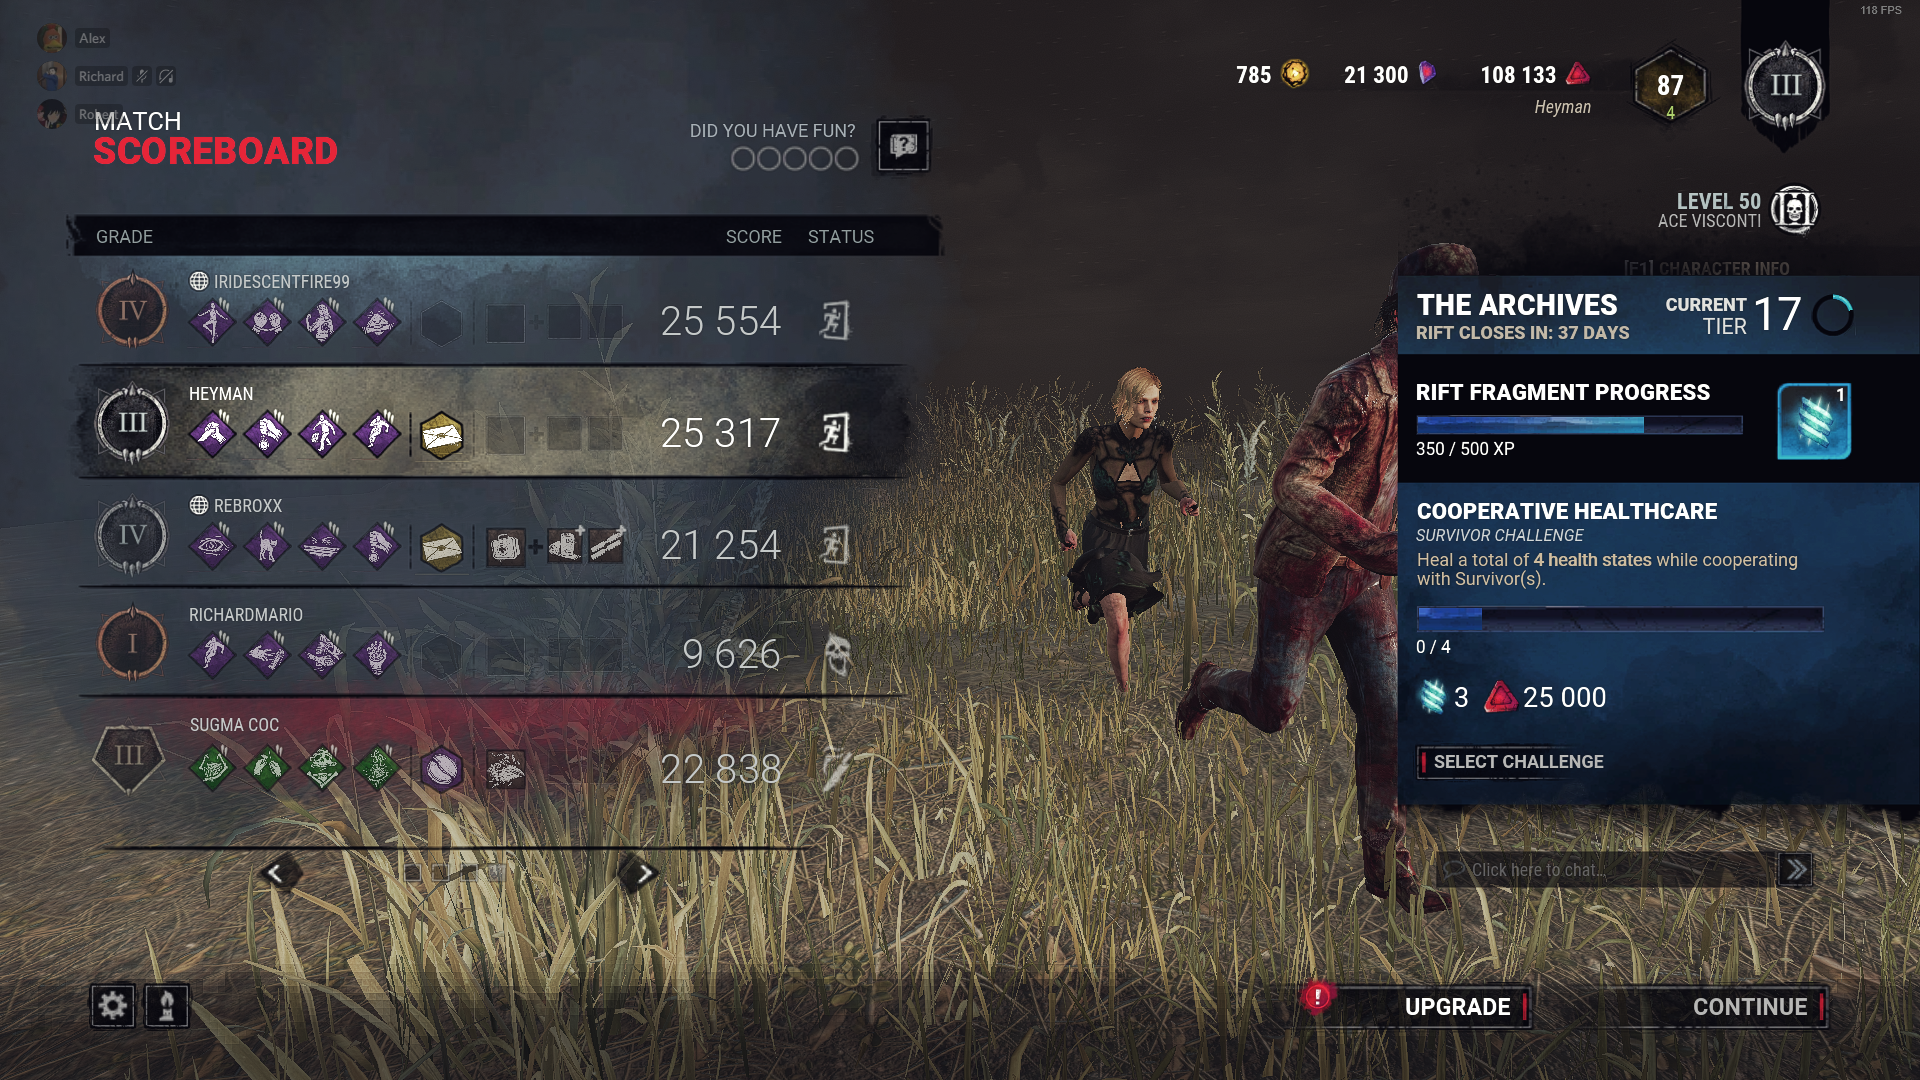 118 FPS
Alex
Richard
785
21 300
108 133
Heyman
87
4
III
MATCH
SCOREBOARD
DID YOU HAVE FUN?
LEVEL 50
ACE VISCONTI
[F1] CHARACTER INFO
GRADE SCORE STATUS
IV IRIDESCENTFIRE99 25 554
III HEYMAN 25 317
IV REBROXX 21 254
I RICHARDMARIO 9 626
III SUGMA COC 22 838
THE ARCHIVES
RIFT CLOSES IN: 37 DAYS
CURRENT
TIER 17
RIFT FRAGMENT PROGRESS
1
350 / 500 XP
COOPERATIVE HEALTHCARE
SURVIVOR CHALLENGE
Heal a total of 4 health states while cooperating
with Survivor(s).
0 / 4
3 25 000
SELECT CHALLENGE
Click here to chat...
UPGRADE
CONTINUE